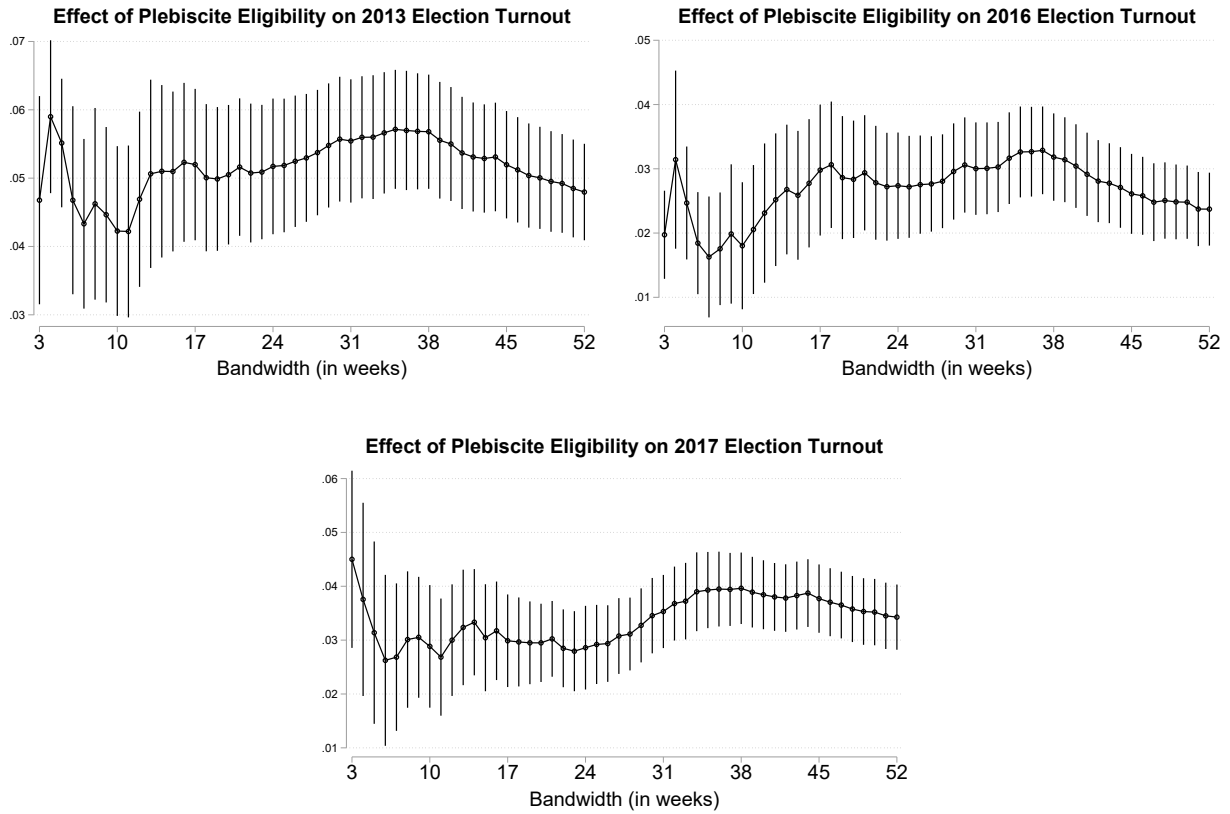 Effect of Plebiscite Eligibility on 2013 Election Turnout
.07
.06
.05
.04
.03
3 10 17 24 31 38 45 52
Bandwidth (in weeks)
Effect of Plebiscite Eligibility on 2016 Election Turnout
.05
.04
.03
.02
.01
3 10 17 24 31 38 45 52
Bandwidth (in weeks)
Effect of Plebiscite Eligibility on 2017 Election Turnout
.06
.05
.04
.03
.02
.01
3 10 17 24 31 38 45 52
Bandwidth (in weeks)